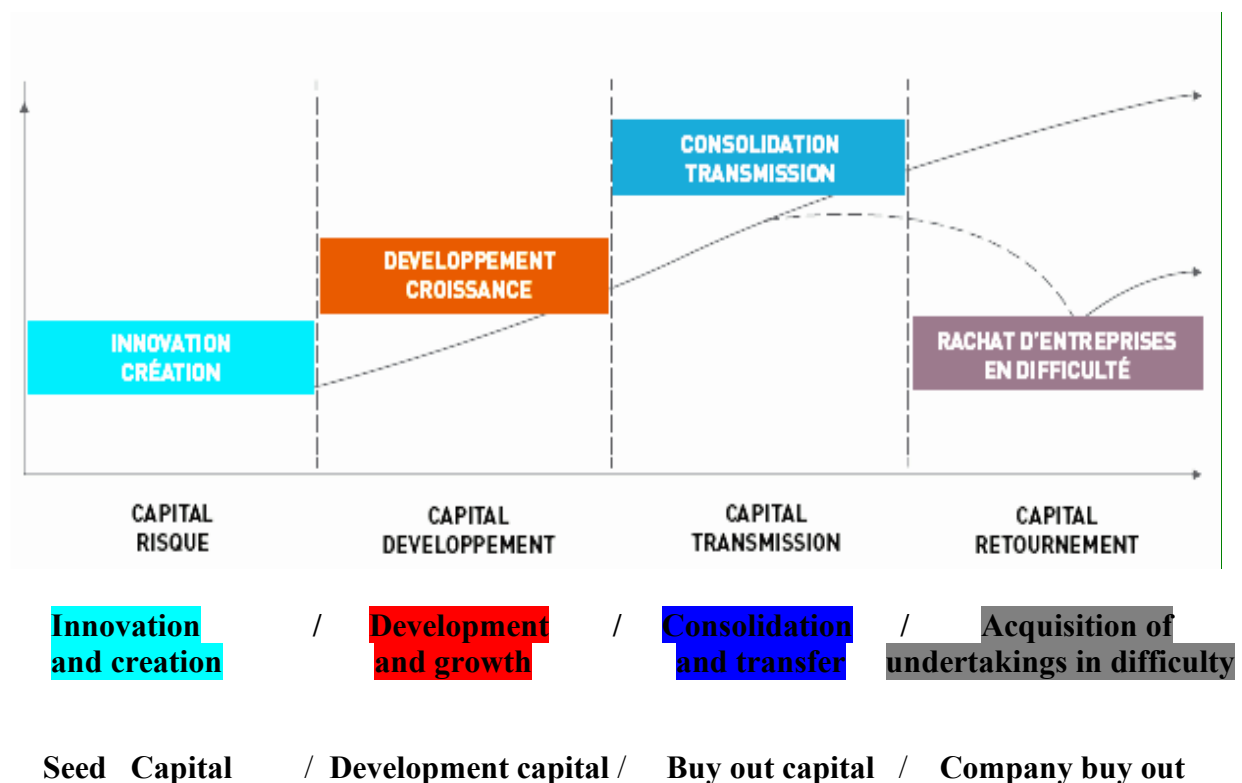 CONSOLIDATION
TRANSMISSION
DEVELOPPEMENT
CROISSANCE
INNOVATION
CRÉATION
RACHAT D'ENTREPRISES
EN DIFFICULTÉ
CAPITAL
RISQUE
CAPITAL
DEVELOPPEMENT
CAPITAL
TRANSMISSION
CAPITAL
RETOURNEMENT
Innovation / Development / Consolidation / Acquisition of
and creation and growth and transfer undertakings in difficulty
Seed Capital / Development capital / Buy out capital / Company buy out